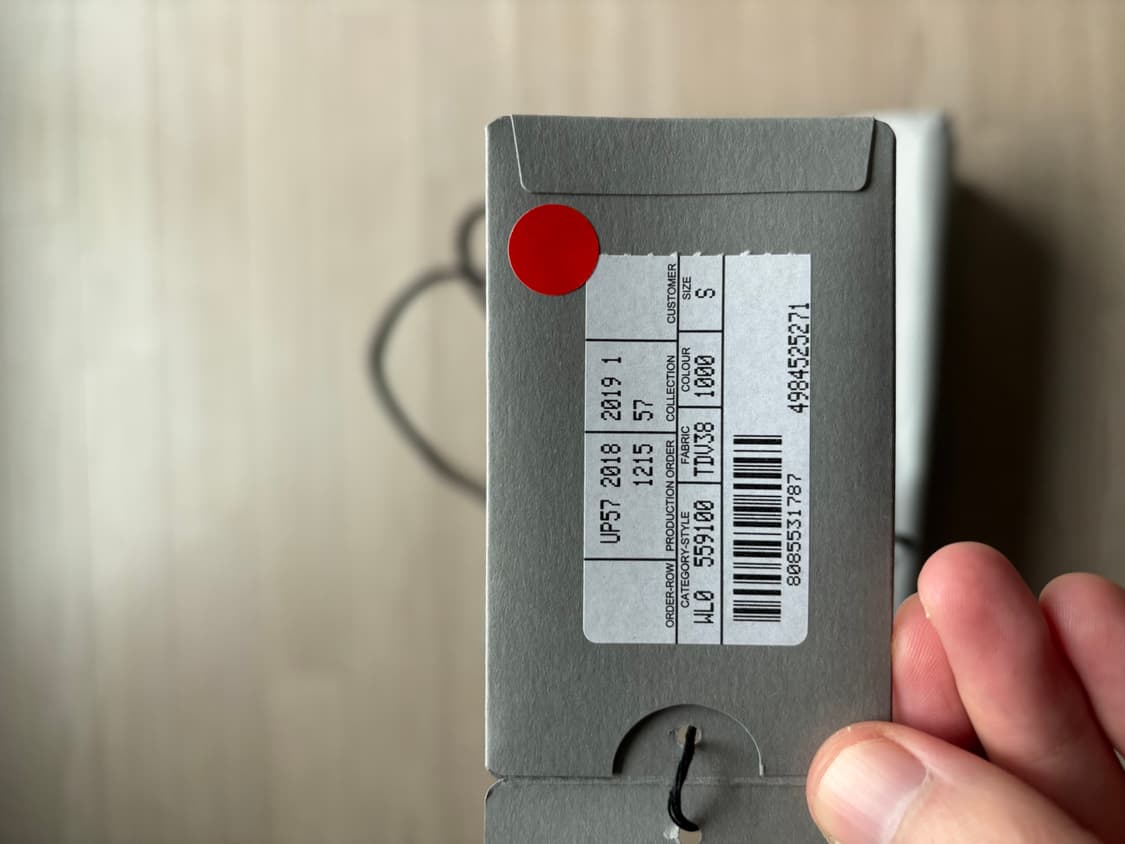 UP57 2018 2019 1
1215 57
ORDER-ROW PRODUCTION ORDER COLLECTION CUSTOMER
CATEGORY-STYLE FABRIC COLOUR SIZE
WL0 559100 TDV38 1000 S
8085531787
4984525271